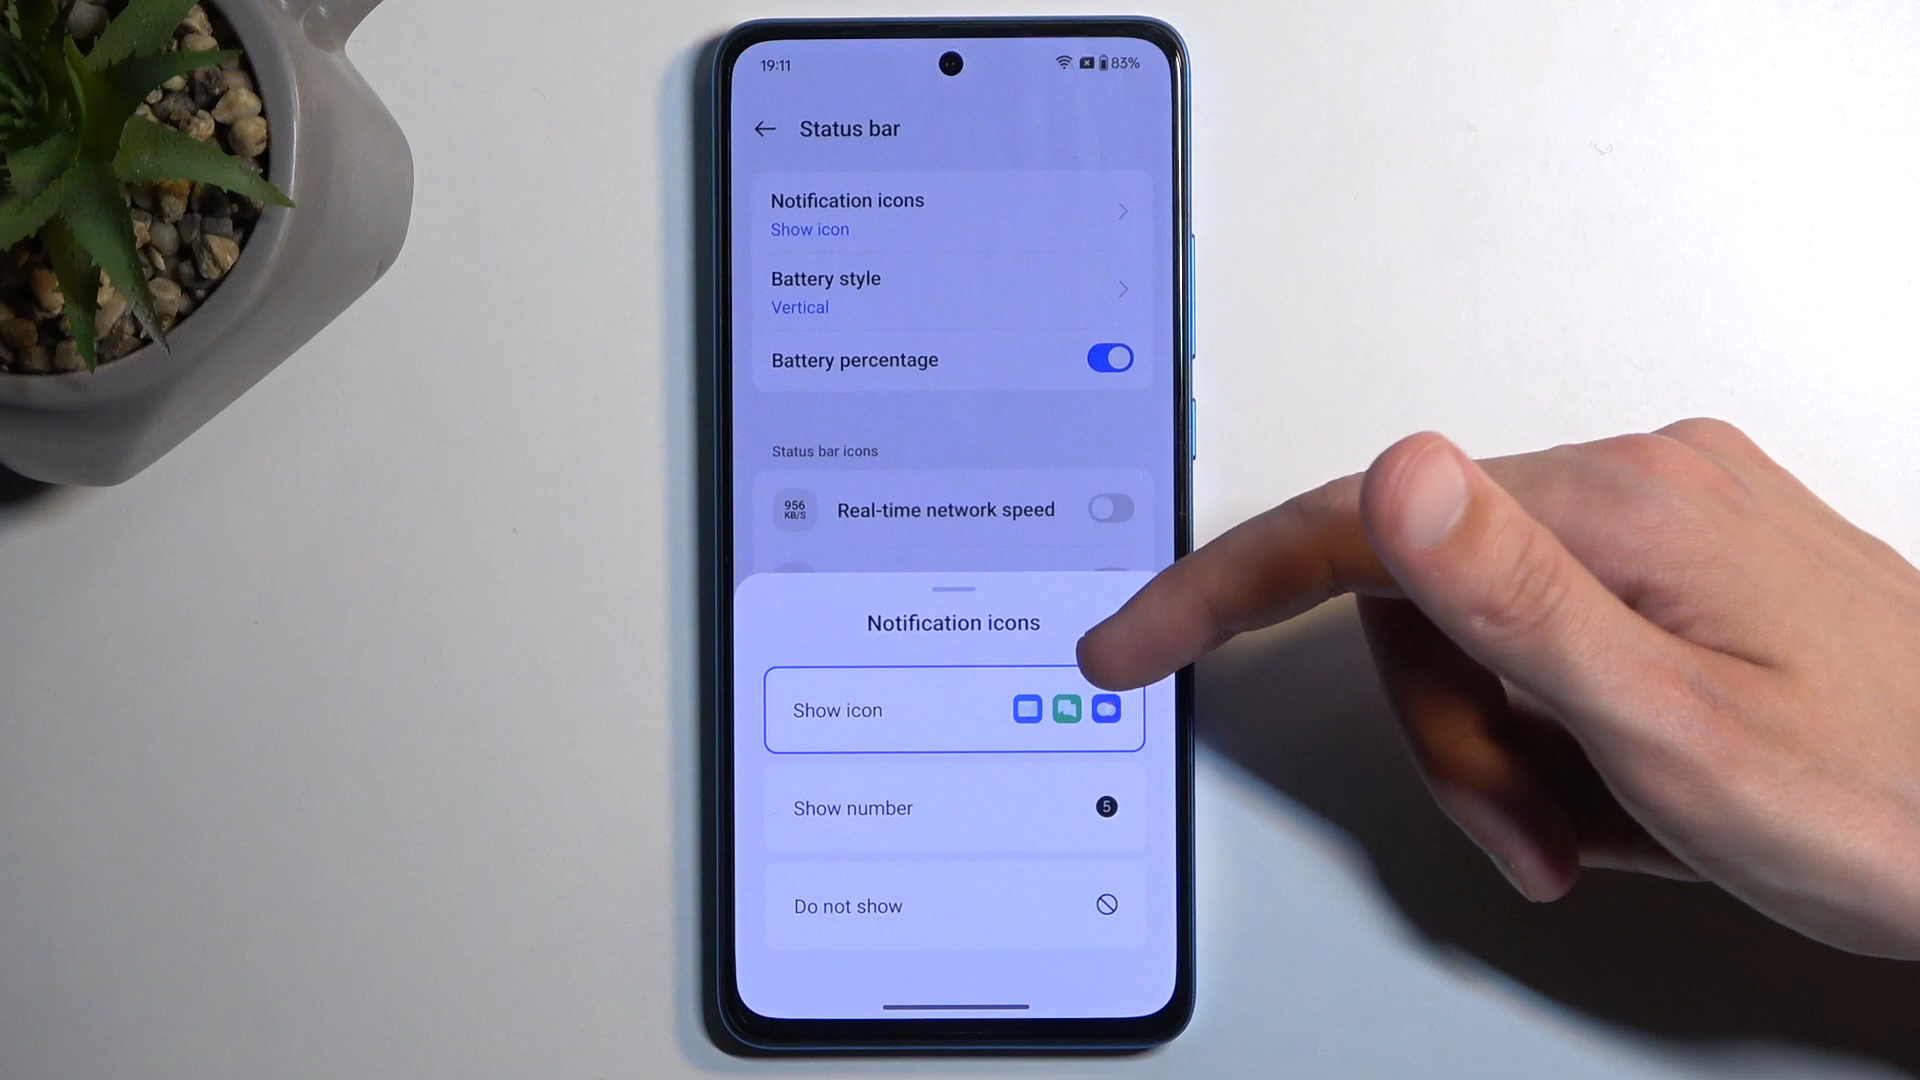 19:11 83%
Status bar
Notification icons
Show icon
Battery style
Vertical
Battery percentage
Status bar icons
956
KB/S
Real-time network speed
Notification icons
Show icon
Show number 5
Do not show